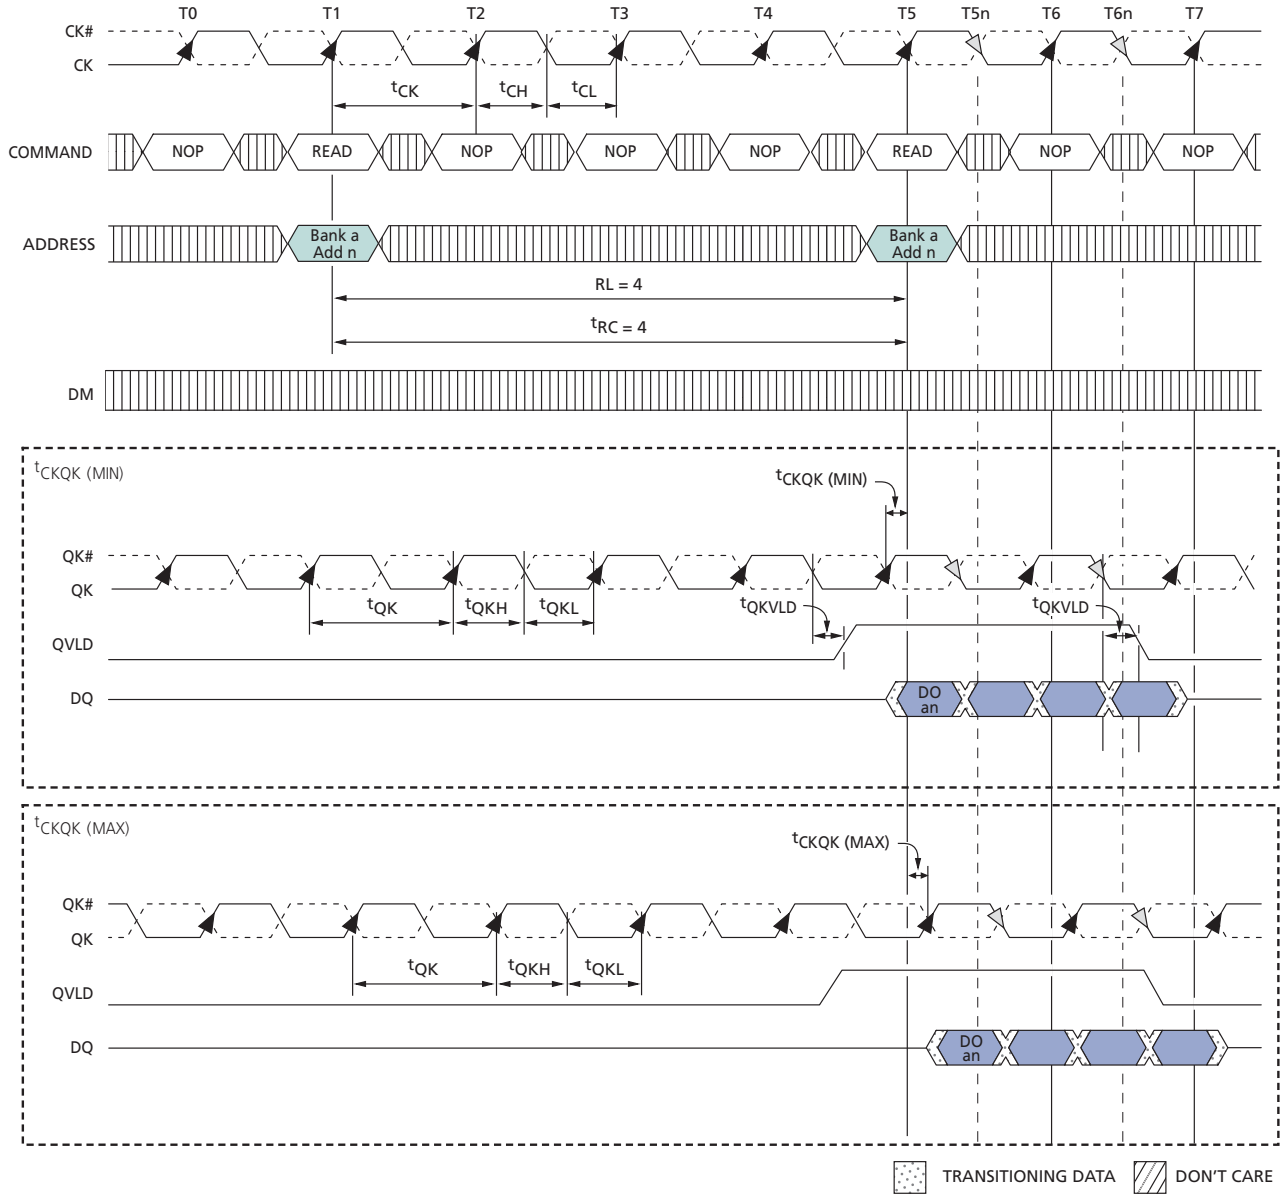 T0 T1 T2 T3 T4 T5 T5n T6 T6n T7
CK#
CK
tCK tCH tCL
COMMAND NOP READ NOP NOP NOP READ NOP NOP
ADDRESS Bank a Add n Bank a Add n
RL = 4
tRC = 4
DM
tCKQK (MIN)
tCKQK (MIN)
QK#
QK
tQK tQKH tQKL tQKVLD tQKVLD
QVLD
DQ DO an
tCKQK (MAX)
tCKQK (MAX)
QK#
QK
tQK tQKH tQKL
QVLD
DQ DO an
TRANSITIONING DATA DON'T CARE